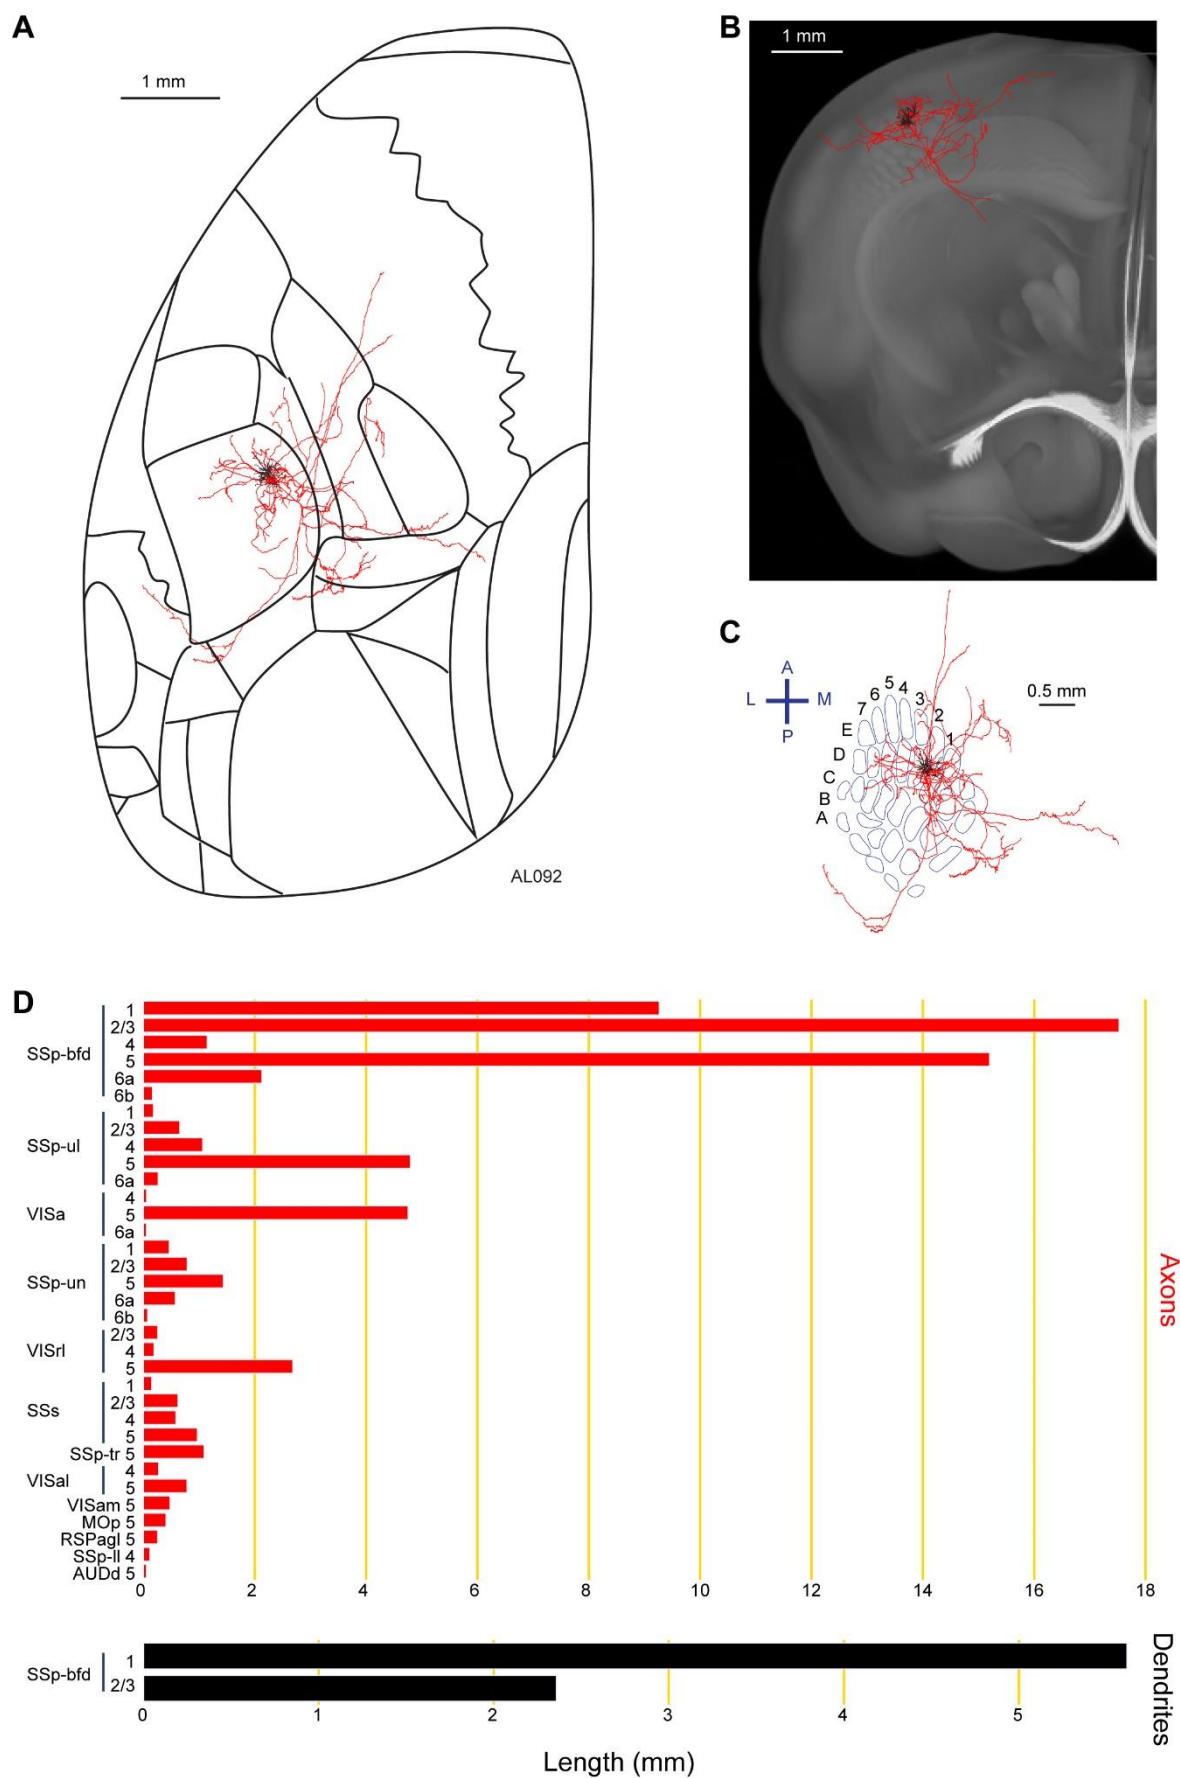 A
1 mm
AL092
B
1 mm
C
A
L M
P
0.5 mm
7 6 5 4 3 2 1
E
D
C
B
A
D
SSp-bfd
1
2/3
4
5
6a
6b
SSp-ul
1
2/3
4
5
6a
VISa
4
5
6a
SSp-un
1
2/3
5
6a
6b
VISrl
2/3
4
5
SSs
1
2/3
4
5
SSp-tr 5
VISal
4
5
VISam 5
MOp 5
RSPagl 5
SSp-ll 4
AUDd 5
0 2 4 6 8 10 12 14 16 18
Axons
SSp-bfd
1
2/3
0 1 2 3 4 5
Dendrites
Length (mm)